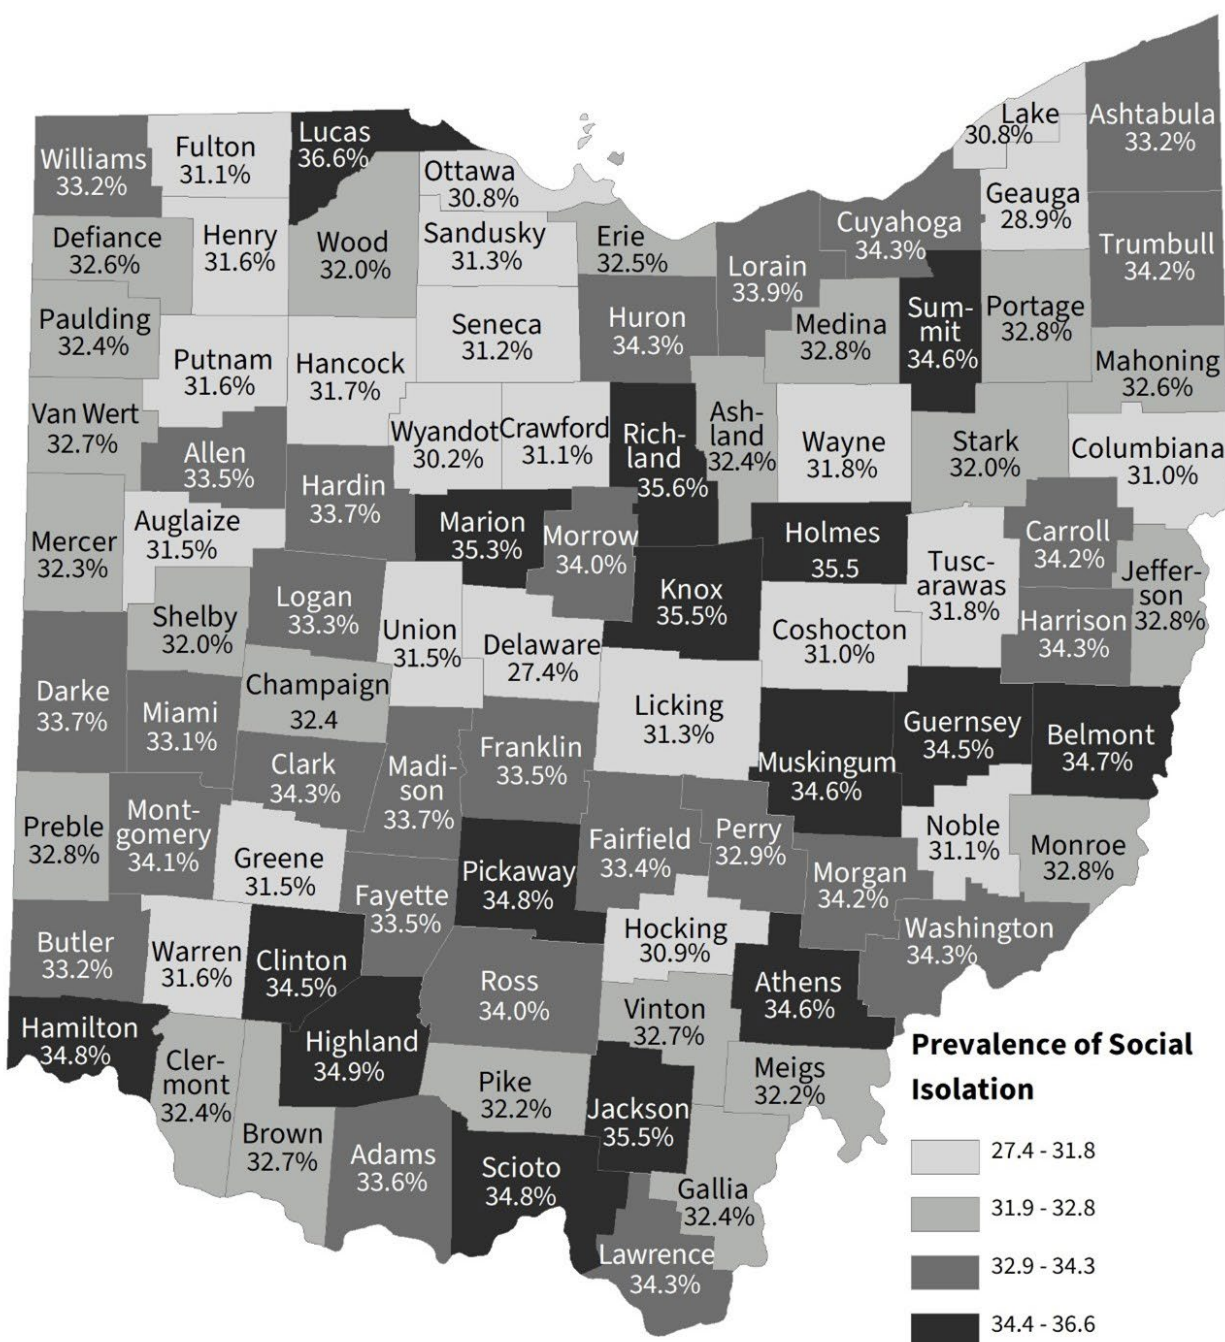 Lake
30.8%
Ashtabula
33.2%
Lucas
36.6%
Williams
33.2%
Fulton
31.1%
Ottawa
30.8%
Geauga
28.9%
Cuyahoga
34.3%
Defiance
32.6%
Henry
31.6%
Wood
32.0%
Sandusky
31.3%
Erie
32.5%
Lorain
33.9%
Trumbull
34.2%
Paulding
32.4%
Putnam
31.6%
Hancock
31.7%
Seneca
31.2%
Huron
34.3%
Medina
32.8%
Sum-
mit
34.6%
Portage
32.8%
Mahoning
32.6%
Van Wert
32.7%
Allen
33.5%
Wyandot
30.2%
Crawford
31.1%
Rich-
land
35.6%
Ash-
land
32.4%
Wayne
31.8%
Stark
32.0%
Columbiana
31.0%
Hardin
33.7%
Mercer
32.3%
Auglaize
31.5%
Marion
35.3%
Morrow
34.0%
Holmes
35.5
Carroll
34.2%
Tusc-
arawas
31.8%
Jeffer-
son
32.8%
Shelby
32.0%
Logan
33.3%
Union
31.5%
Delaware
27.4%
Knox
35.5%
Coshocton
31.0%
Harrison
34.3%
Darke
33.7%
Miami
33.1%
Champaign
32.4
Licking
31.3%
Guernsey
34.5%
Belmont
34.7%
Clark
34.3%
Madi-
son
33.7%
Franklin
33.5%
Muskingum
34.6%
Preble
32.8%
Mont-
gomery
34.1%
Greene
31.5%
Fairfield
33.4%
Perry
32.9%
Noble
31.1%
Monroe
32.8%
Fayette
33.5%
Pickaway
34.8%
Morgan
34.2%
Washington
34.3%
Butler
33.2%
Warren
31.6%
Clinton
34.5%
Ross
34.0%
Hocking
30.9%
Athens
34.6%
Hamilton
34.8%
Highland
34.9%
Vinton
32.7%
Cler-
mont
32.4%
Pike
32.2%
Jackson
35.5%
Meigs
32.2%
Brown
32.7%
Adams
33.6%
Scioto
34.8%
Gallia
32.4%
Lawrence
34.3%
Prevalence of Social
Isolation
27.4 - 31.8
31.9 - 32.8
32.9 - 34.3
34.4 - 36.6